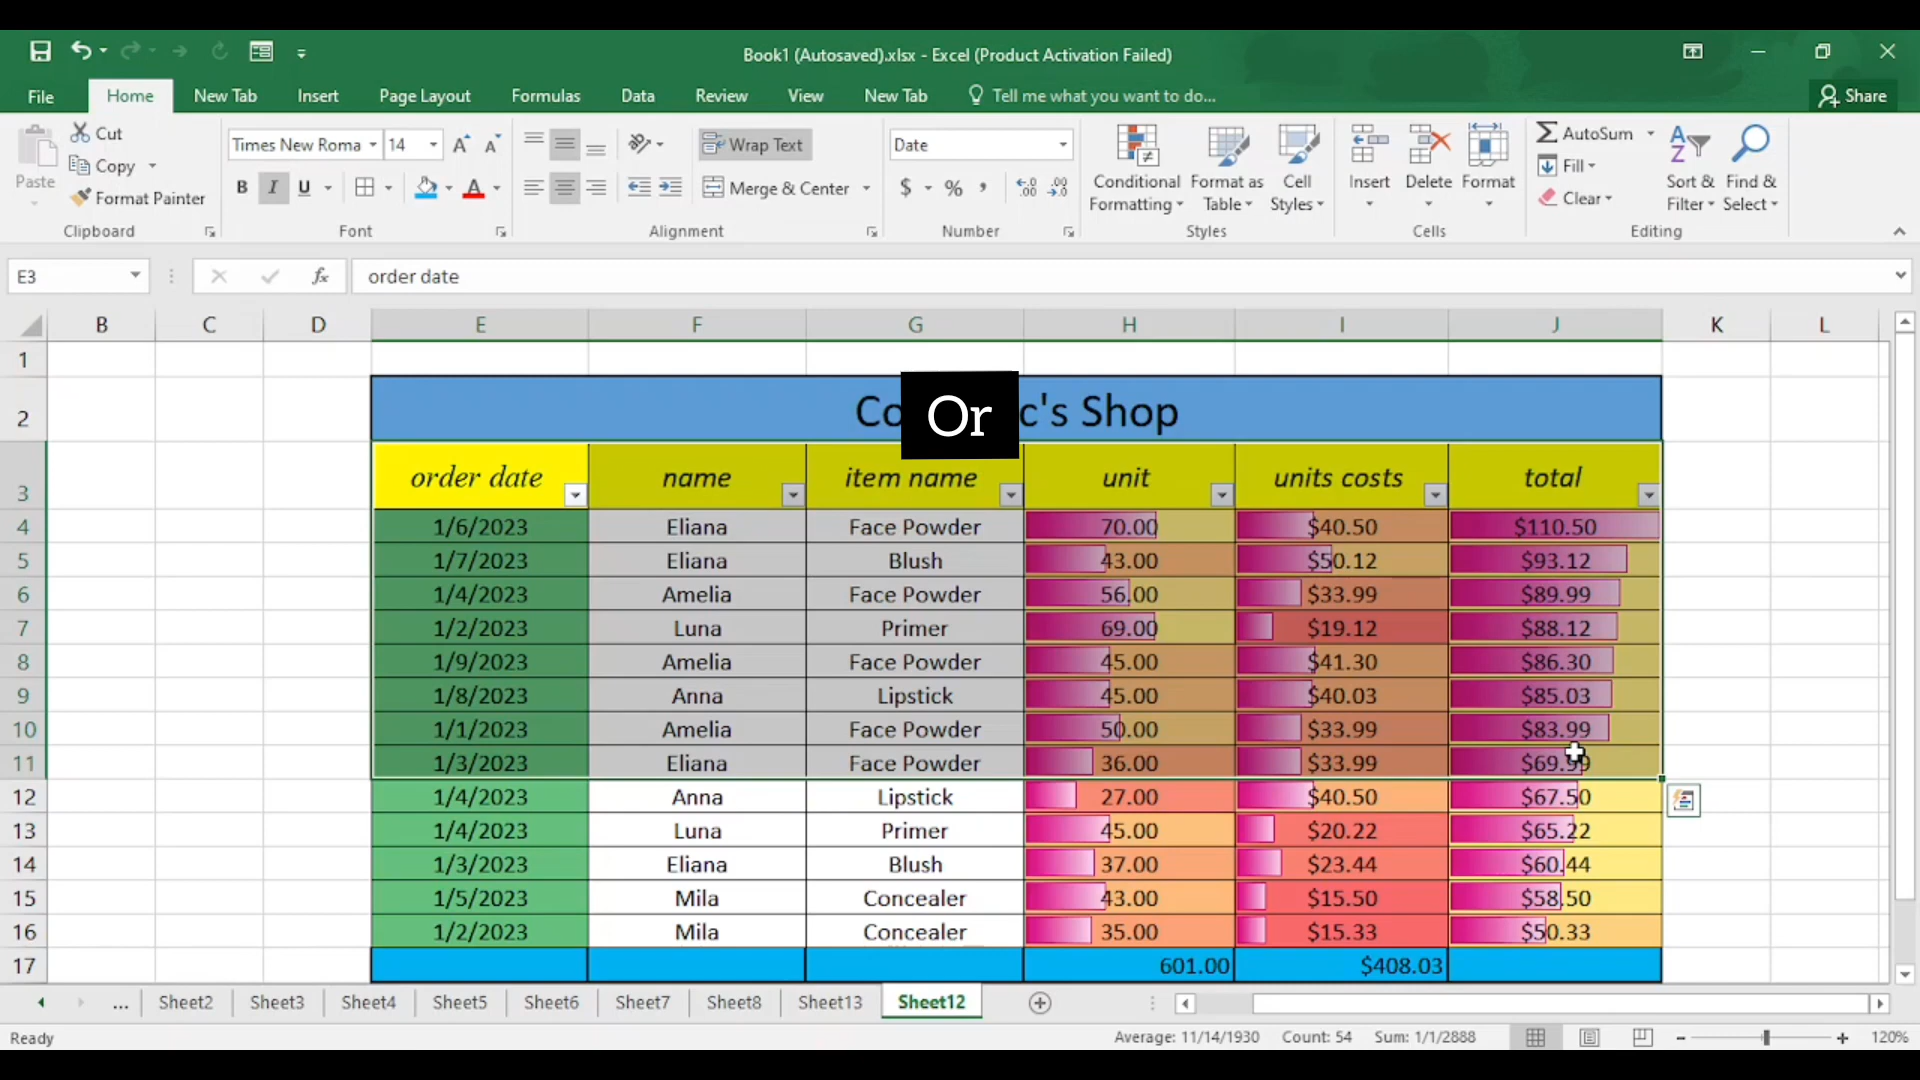 Book1 (Autosaved).xlsx - Excel (Product Activation Failed)
File Home New Tab Insert Page Layout Formulas Data Review View New Tab Tell me what you want to do... Share
Paste Cut Copy Format Painter
Times New Roma 14
B I U A
Wrap Text
Merge & Center
Date
$ % ,
Conditional Formatting Format as Table Cell Styles
Insert Delete Format
AutoSum Fill Clear
Sort & Filter Find & Select
Clipboard Font Alignment Number Styles Cells Editing
E3 fx order date
B C D E F G H I J K L
1
2 Co c's Shop
Or
3 order date name item name unit units costs total
4 1/6/2023 Eliana Face Powder 70.00 $40.50 $110.50
5 1/7/2023 Eliana Blush 43.00 $50.12 $93.12
6 1/4/2023 Amelia Face Powder 56.00 $33.99 $89.99
7 1/2/2023 Luna Primer 69.00 $19.12 $88.12
8 1/9/2023 Amelia Face Powder 45.00 $41.30 $86.30
9 1/8/2023 Anna Lipstick 45.00 $40.03 $85.03
10 1/1/2023 Amelia Face Powder 50.00 $33.99 $83.99
11 1/3/2023 Eliana Face Powder 36.00 $33.99 $69.99
12 1/4/2023 Anna Lipstick 27.00 $40.50 $67.50
13 1/4/2023 Luna Primer 45.00 $20.22 $65.22
14 1/3/2023 Eliana Blush 37.00 $23.44 $60.44
15 1/5/2023 Mila Concealer 43.00 $15.50 $58.50
16 1/2/2023 Mila Concealer 35.00 $15.33 $50.33
17 601.00 $408.03
... Sheet2 Sheet3 Sheet4 Sheet5 Sheet6 Sheet7 Sheet8 Sheet13 Sheet12
Ready Average: 11/14/1930 Count: 54 Sum: 1/1/2888 120%